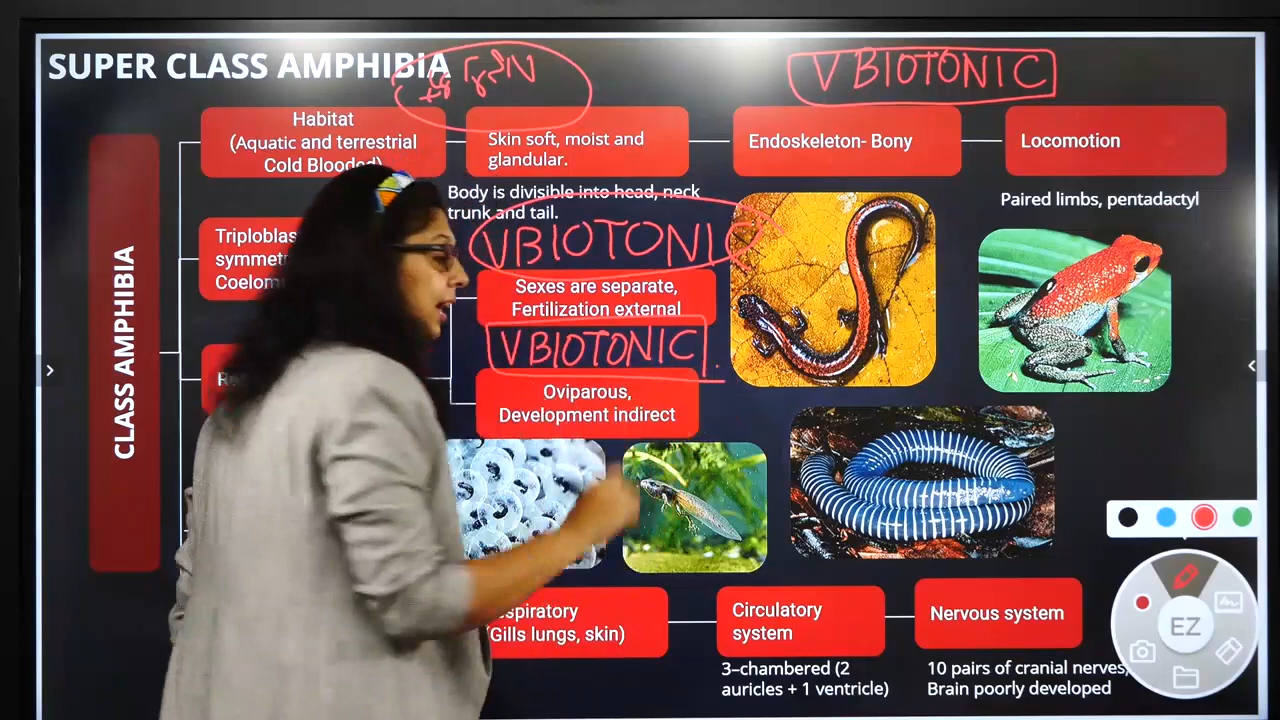 SUPER CLASS AMPHIBIA
VBIOTONIC
Habitat
(Aquatic and terrestrial
Cold Blooded)
Skin soft, moist and
glandular.
Endoskeleton- Bony
Locomotion
Body is divisible into head, neck
trunk and tail.
Paired limbs, pentadactyl
CLASS AMPHIBIA
VBIOTONIC
Sexes are separate,
Fertilization external
VBIOTONIC
Oviparous,
Development indirect
(Gills lungs, skin)
Circulatory
system
Nervous system
3–chambered (2
auricles + 1 ventricle)
10 pairs of cranial nerves,
Brain poorly developed
EZ